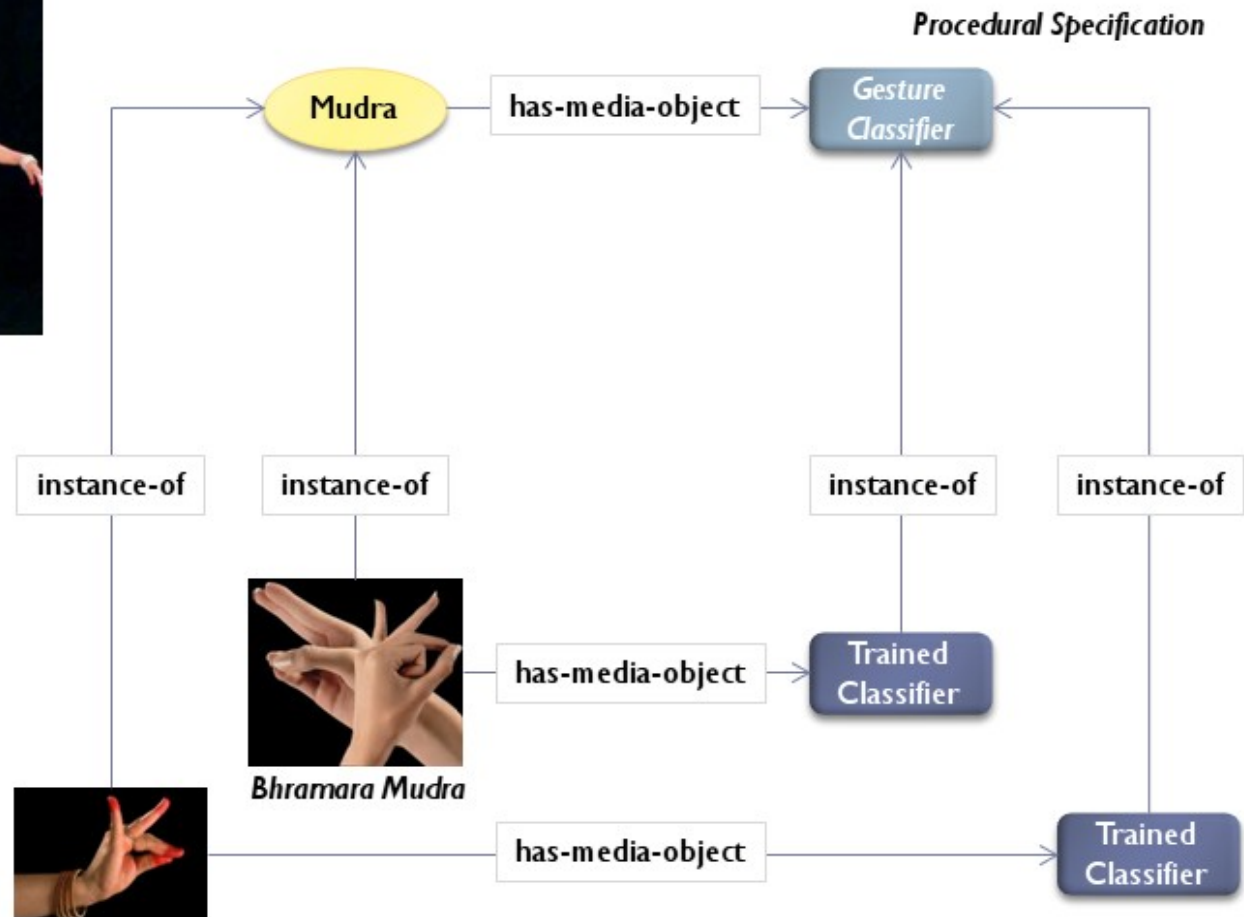 Procedural Specification
Mudra
has-media-object
Gesture
Classifier
instance-of
instance-of
instance-of
instance-of
has-media-object
Trained
Classifier
Bhramara Mudra
has-media-object
Trained
Classifier